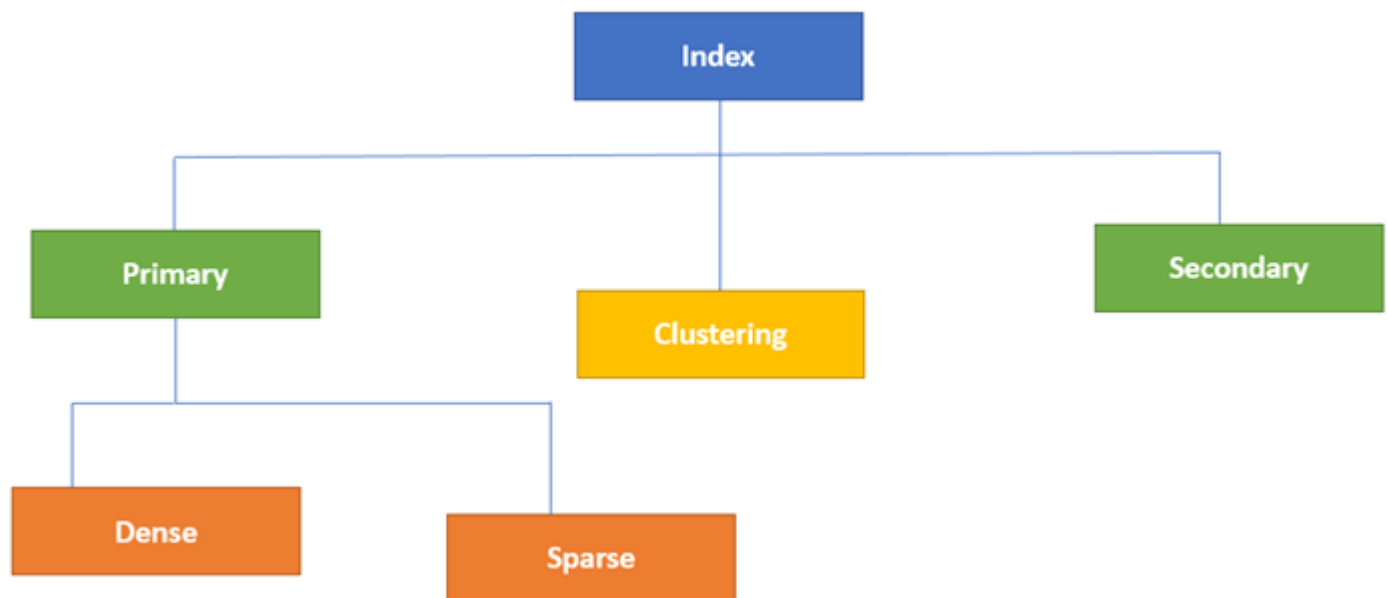 Index
Primary
Secondary
Clustering
Dense
Sparse